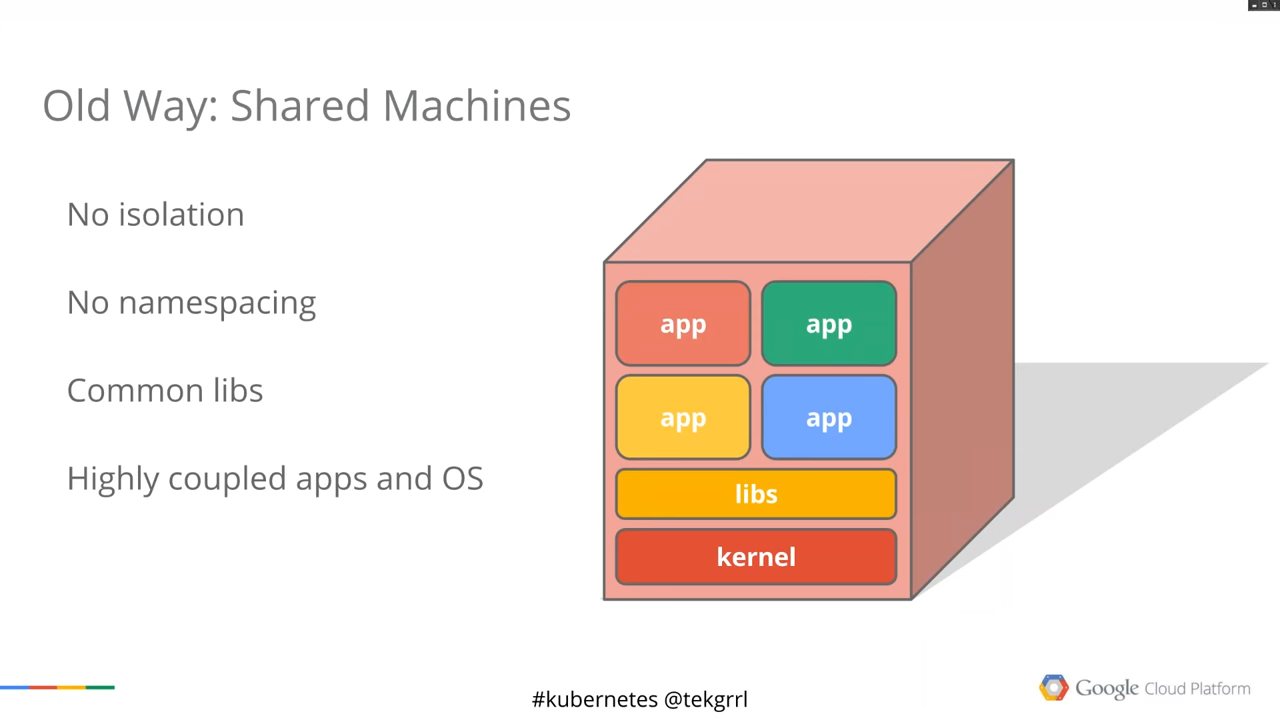 Old Way: Shared Machines
No isolation
No namespacing
Common libs
Highly coupled apps and OS
app app
app app
libs
kernel
#kubernetes @tekgrrl
Google Cloud Platform